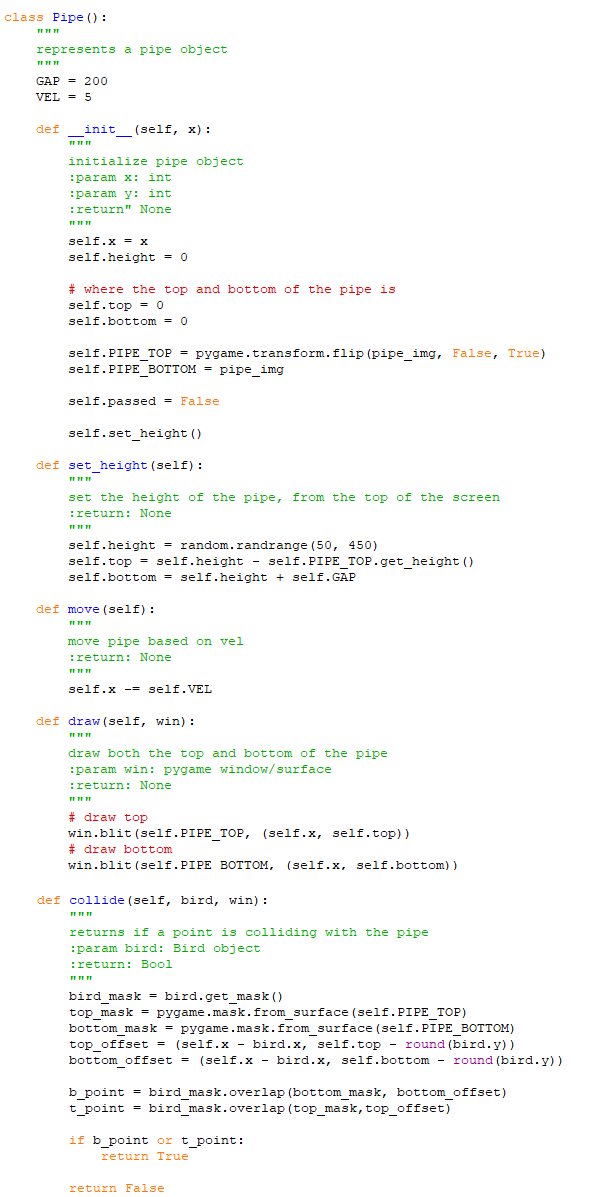 class Pipe():
    """
    represents a pipe object
    """
    GAP = 200
    VEL = 5

    def __init__(self, x):
        """
        initialize pipe object
        :param x: int
        :param y: int
        :return" None
        """
        self.x = x
        self.height = 0

        # where the top and bottom of the pipe is
        self.top = 0
        self.bottom = 0

        self.PIPE_TOP = pygame.transform.flip(pipe_img, False, True)
        self.PIPE_BOTTOM = pipe_img

        self.passed = False

        self.set_height()

    def set_height(self):
        """
        set the height of the pipe, from the top of the screen
        :return: None
        """
        self.height = random.randrange(50, 450)
        self.top = self.height - self.PIPE_TOP.get_height()
        self.bottom = self.height + self.GAP

    def move(self):
        """
        move pipe based on vel
        :return: None
        """
        self.x -= self.VEL

    def draw(self, win):
        """
        draw both the top and bottom of the pipe
        :param win: pygame window/surface
        :return: None
        """
        # draw top
        win.blit(self.PIPE_TOP, (self.x, self.top))
        # draw bottom
        win.blit(self.PIPE_BOTTOM, (self.x, self.bottom))

    def collide(self, bird, win):
        """
        returns if a point is colliding with the pipe
        :param bird: Bird object
        :return: Bool
        """
        bird_mask = bird.get_mask()
        top_mask = pygame.mask.from_surface(self.PIPE_TOP)
        bottom_mask = pygame.mask.from_surface(self.PIPE_BOTTOM)
        top_offset = (self.x - bird.x, self.top - round(bird.y))
        bottom_offset = (self.x - bird.x, self.bottom - round(bird.y))

        b_point = bird_mask.overlap(bottom_mask, bottom_offset)
        t_point = bird_mask.overlap(top_mask,top_offset)

        if b_point or t_point:
            return True

        return False